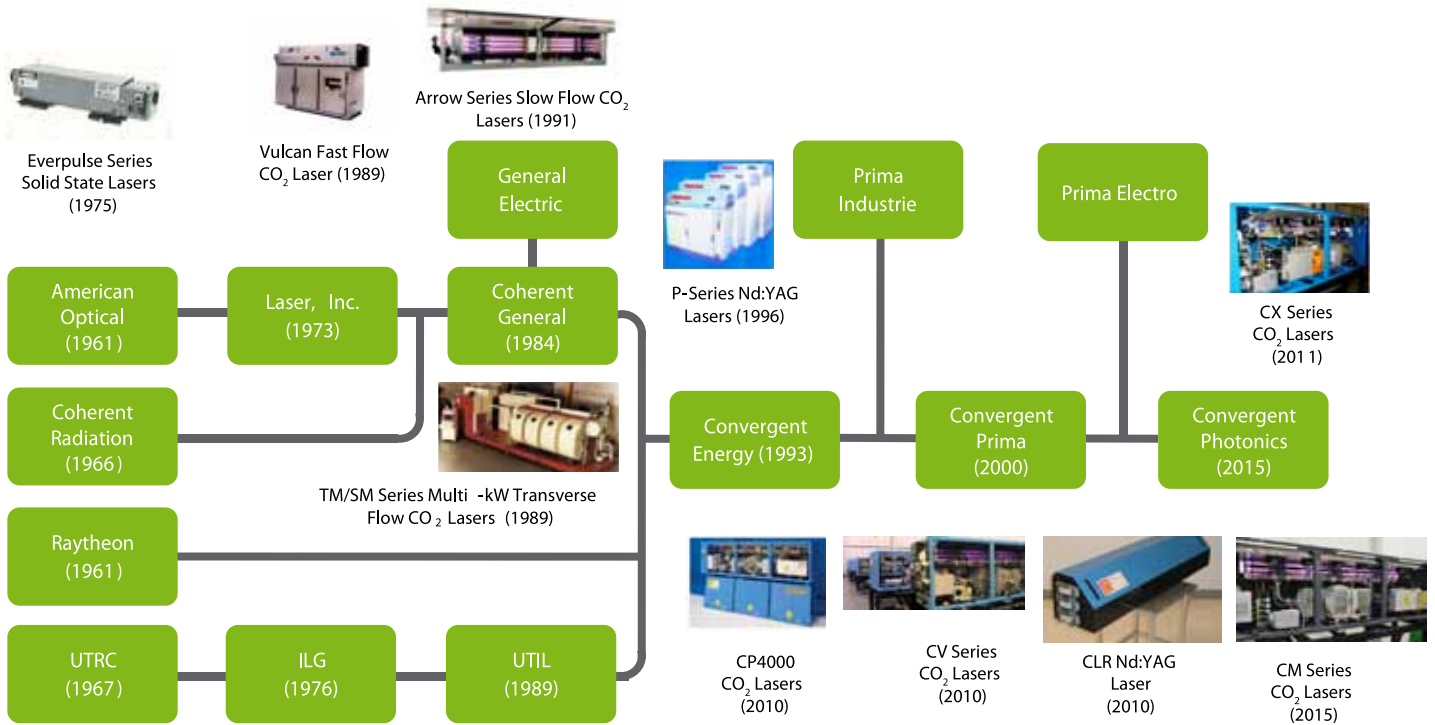 Arrow Series Slow Flow CO₂
Lasers (1991)
Vulcan Fast Flow
CO₂ Laser (1989)
Everpulse Series
Solid State Lasers
(1975)
General
Electric
Prima
Industrie
Prima Electro
American
Optical
(1961)
Laser, Inc.
(1973)
Coherent
General
(1984)
P-Series Nd:YAG
Lasers (1996)
CX Series
CO₂ Lasers
(2011)
Coherent
Radiation
(1966)
Convergent
Energy (1993)
Convergent
Prima
(2000)
Convergent
Photonics
(2015)
TM/SM Series Multi -kW Transverse
Flow CO₂ Lasers (1989)
Raytheon
(1961)
UTRC
(1967)
ILG
(1976)
UTIL
(1989)
CP4000
CO₂ Lasers
(2010)
CV Series
CO₂ Lasers
(2010)
CLR Nd:YAG
Laser
(2010)
CM Series
CO₂ Lasers
(2015)